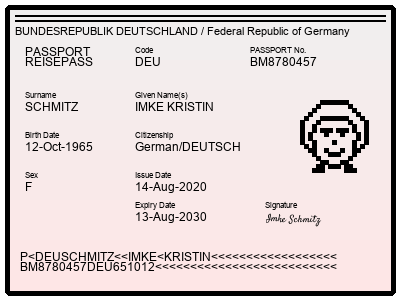 BUNDESREPUBLIK DEUTSCHLAND / Federal Republic of Germany
PASSPORT
REISEPASS
Code
DEU
PASSPORT No.
BM8780457
Surname
SCHMITZ
Given Name(s)
IMKE KRISTIN
Birth Date
12-Oct-1965
Citizenship
German/DEUTSCH
Sex
F
Issue Date
14-Aug-2020
Expiry Date
13-Aug-2030
Signature
Imke Schmitz
P<DEUSCHMITZ<<IMKE<KRISTIN<<<<<<<<<<<<<<<<<<
BM8780457DEU651012<<<<<<<<<<<<<<<<<<<<<<<<<<